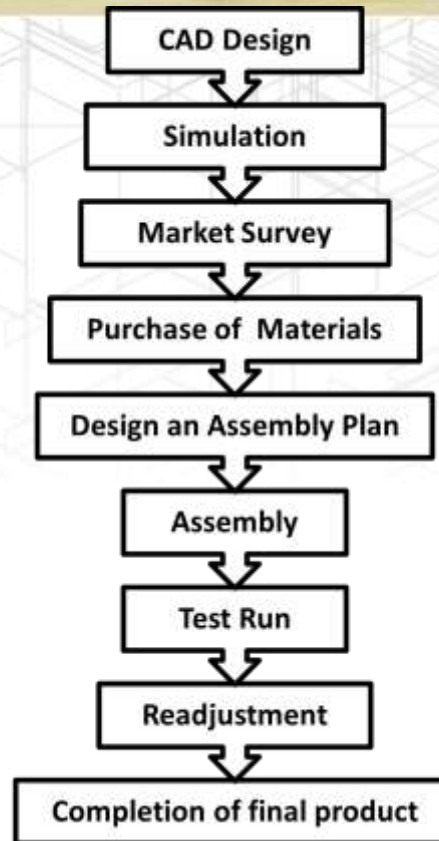 CAD Design
Simulation
Market Survey
Purchase of Materials
Design an Assembly Plan
Assembly
Test Run
Readjustment
Completion of final product